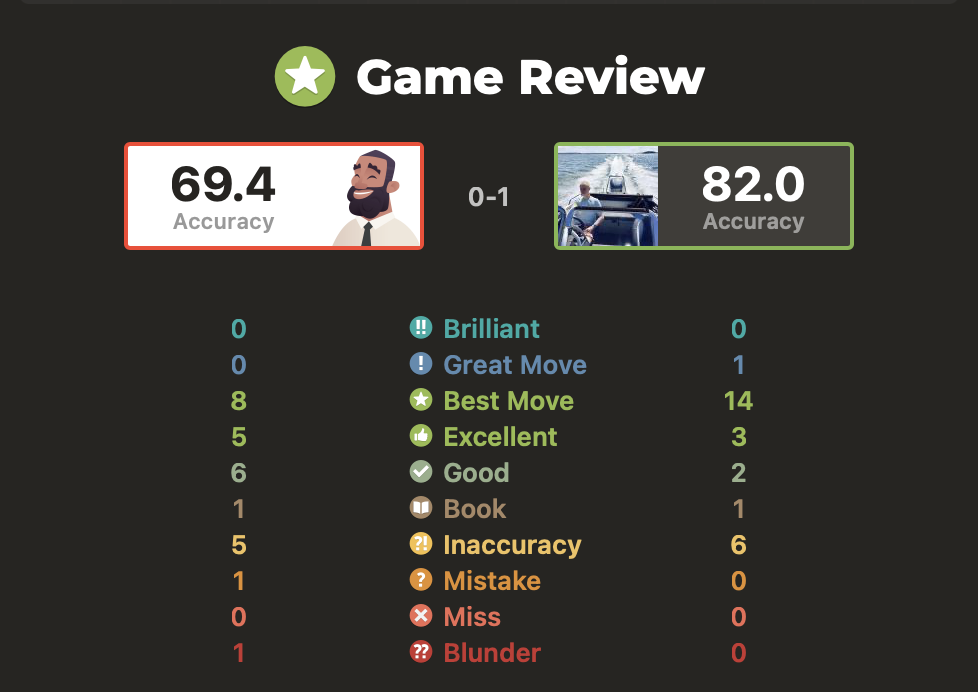 Game Review
69.4
Accuracy
0-1
82.0
Accuracy
0 !! Brilliant 0
0 ! Great Move 1
8 Best Move 14
5 Excellent 3
6 Good 2
1 Book 1
5 ?! Inaccuracy 6
1 ? Mistake 0
0 Miss 0
1 ?? Blunder 0